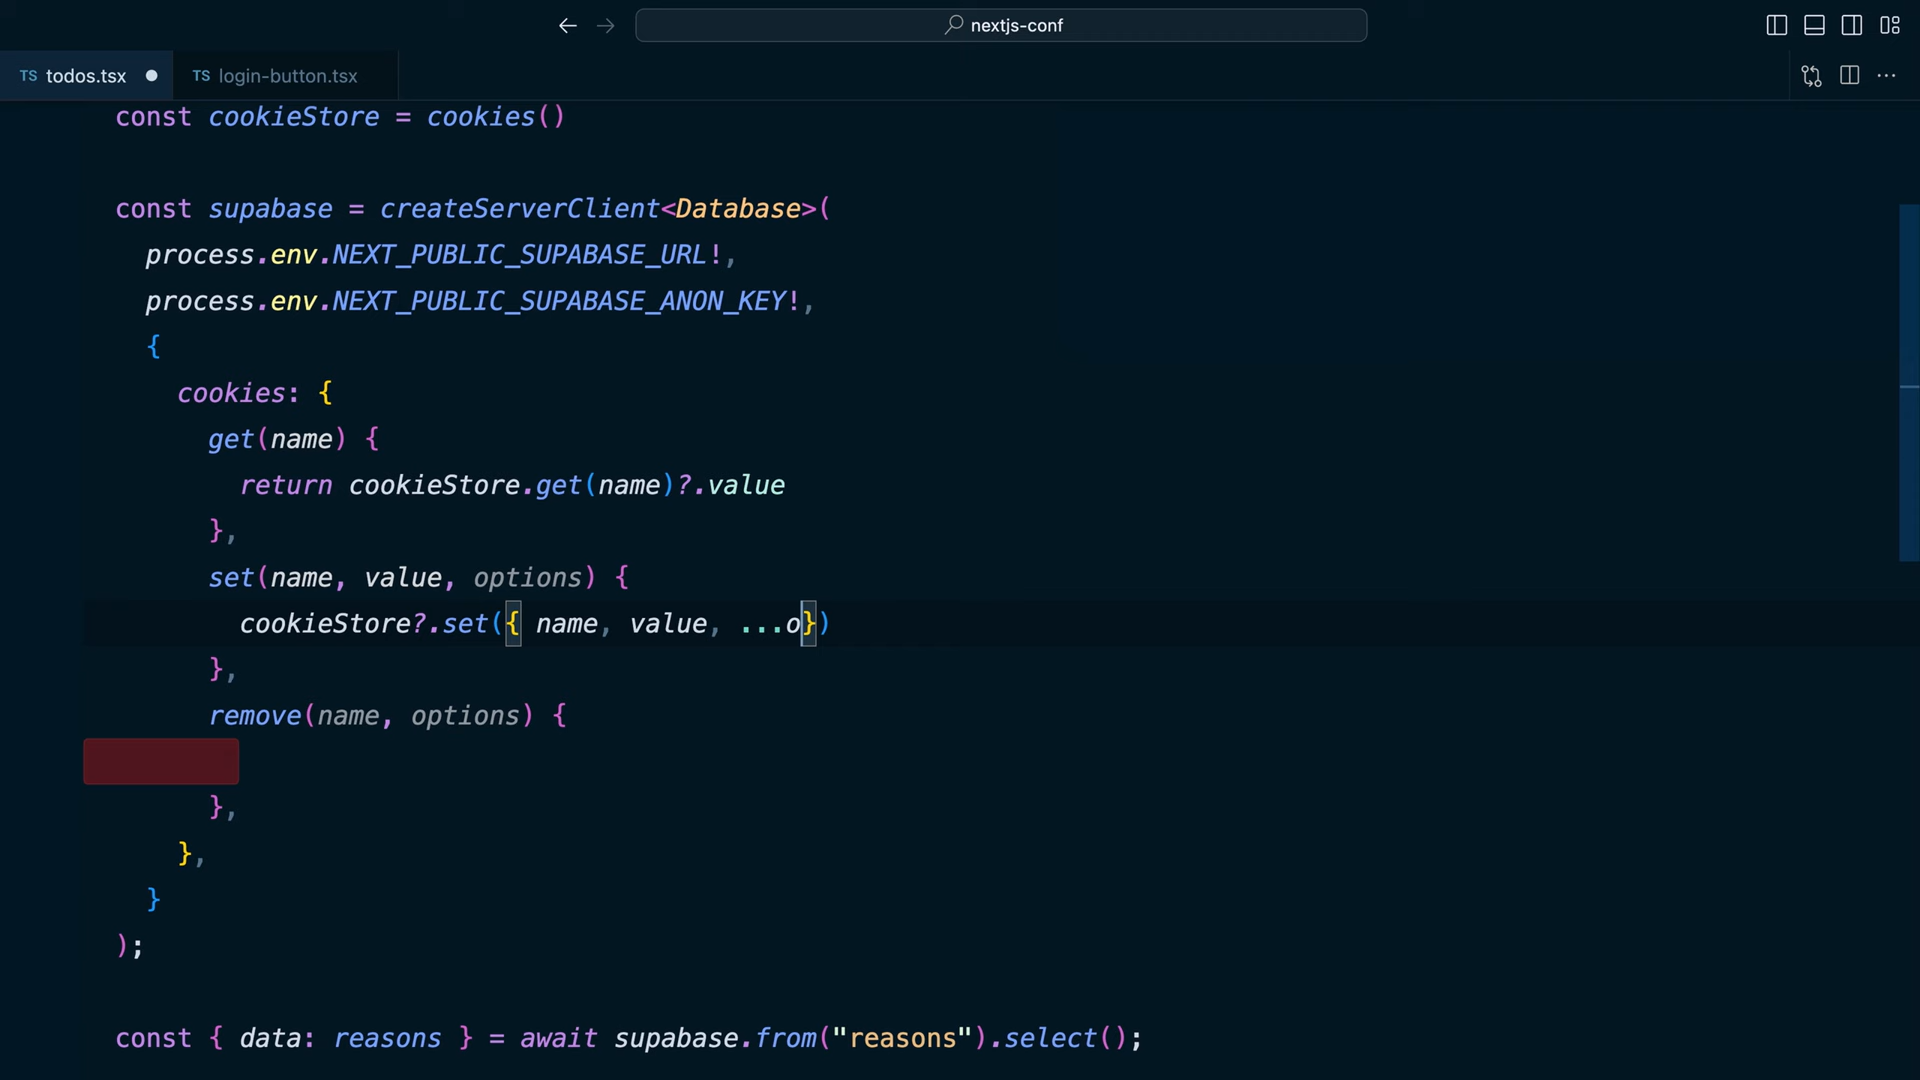 nextjs-conf
TS todos.tsx
TS login-button.tsx
const cookieStore = cookies()
const supabase = createServerClient<Database>(
process.env.NEXT_PUBLIC_SUPABASE_URL!,
process.env.NEXT_PUBLIC_SUPABASE_ANON_KEY!,
{
cookies: {
get(name) {
return cookieStore.get(name)?.value
},
set(name, value, options) {
cookieStore?.set({ name, value, ...o})
},
remove(name, options) {
},
},
}
);
const { data: reasons } = await supabase.from("reasons").select();